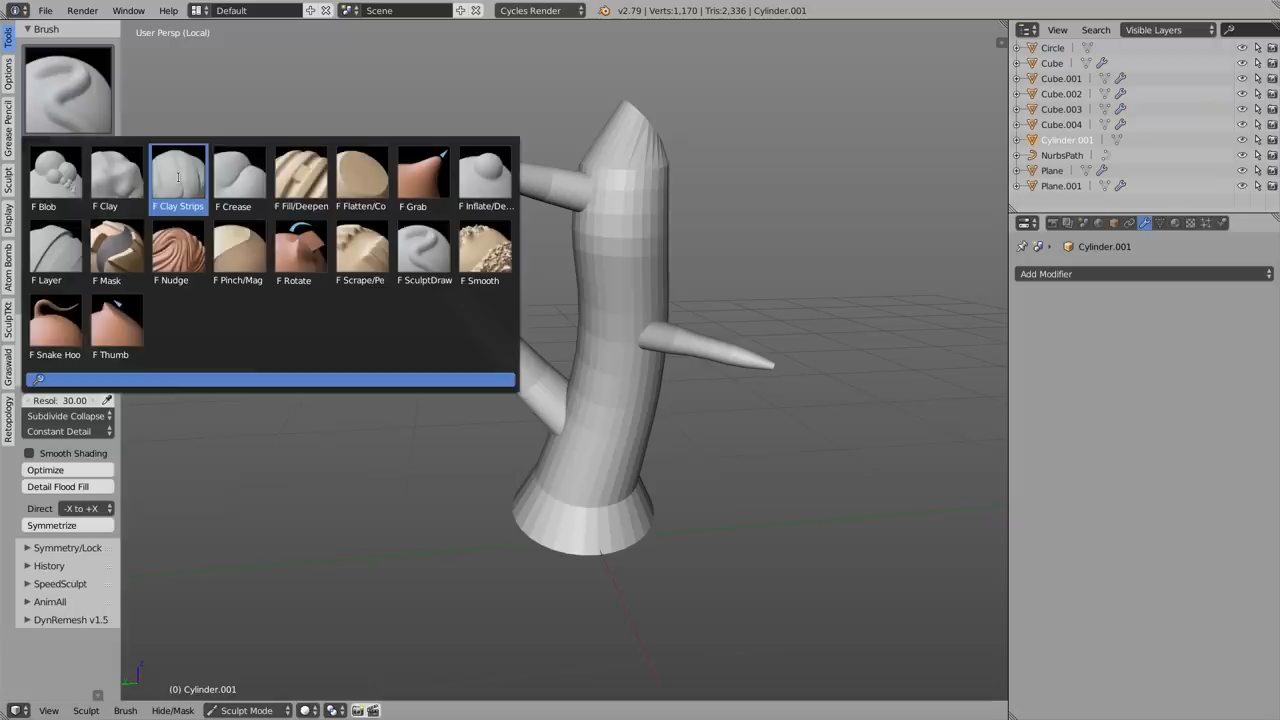 File Render Window Help Default Scene Cycles Render v2.79 | Verts:1,170 | Tris:2,336 | Cylinder.001
Brush
User Persp (Local)
View Search Visible Layers
Tools
Options
Grease Pencil
Sculpt
Display
Atom Bomb
SculpTkt
Graswald
Retopology
Circle
Cube
Cube.001
Cube.002
Cube.003
Cube.004
Cylinder.001
NurbsPath
Plane
Plane.001
Cylinder.001
Add Modifier
F Blob F Clay F Clay Strips F Crease F Fill/Deepen F Flatten/Co F Grab F Inflate/De...
F Layer F Mask F Nudge F Pinch/Mag F Rotate F Scrape/Pe F SculptDraw F Smooth
F Snake Hoo F Thumb
Resol: 30.00
Subdivide Collapse
Constant Detail
Smooth Shading
Optimize
Detail Flood Fill
Direct -X to +X
Symmetrize
Symmetry/Lock
History
SpeedSculpt
AnimAll
DynRemesh v1.5
z
(0) Cylinder.001
View Sculpt Brush Hide/Mask Sculpt Mode